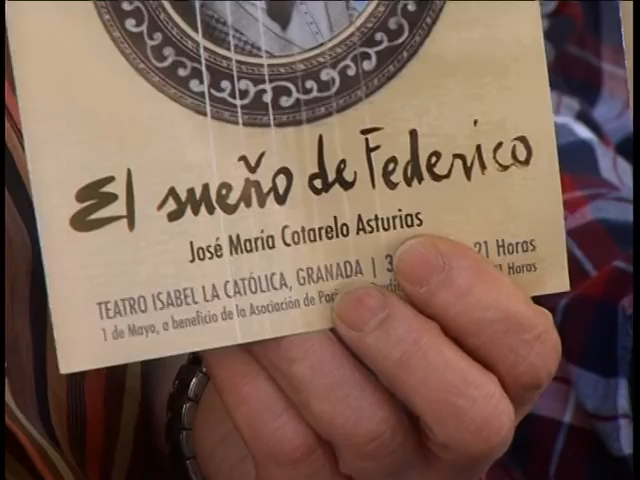 El sueño de Federico
José María Cotarelo Asturias
TEATRO ISABEL LA CATÓLICA, GRANADA | 3 21 Horas
1 de Mayo, a beneficio de la Asociación de Horas